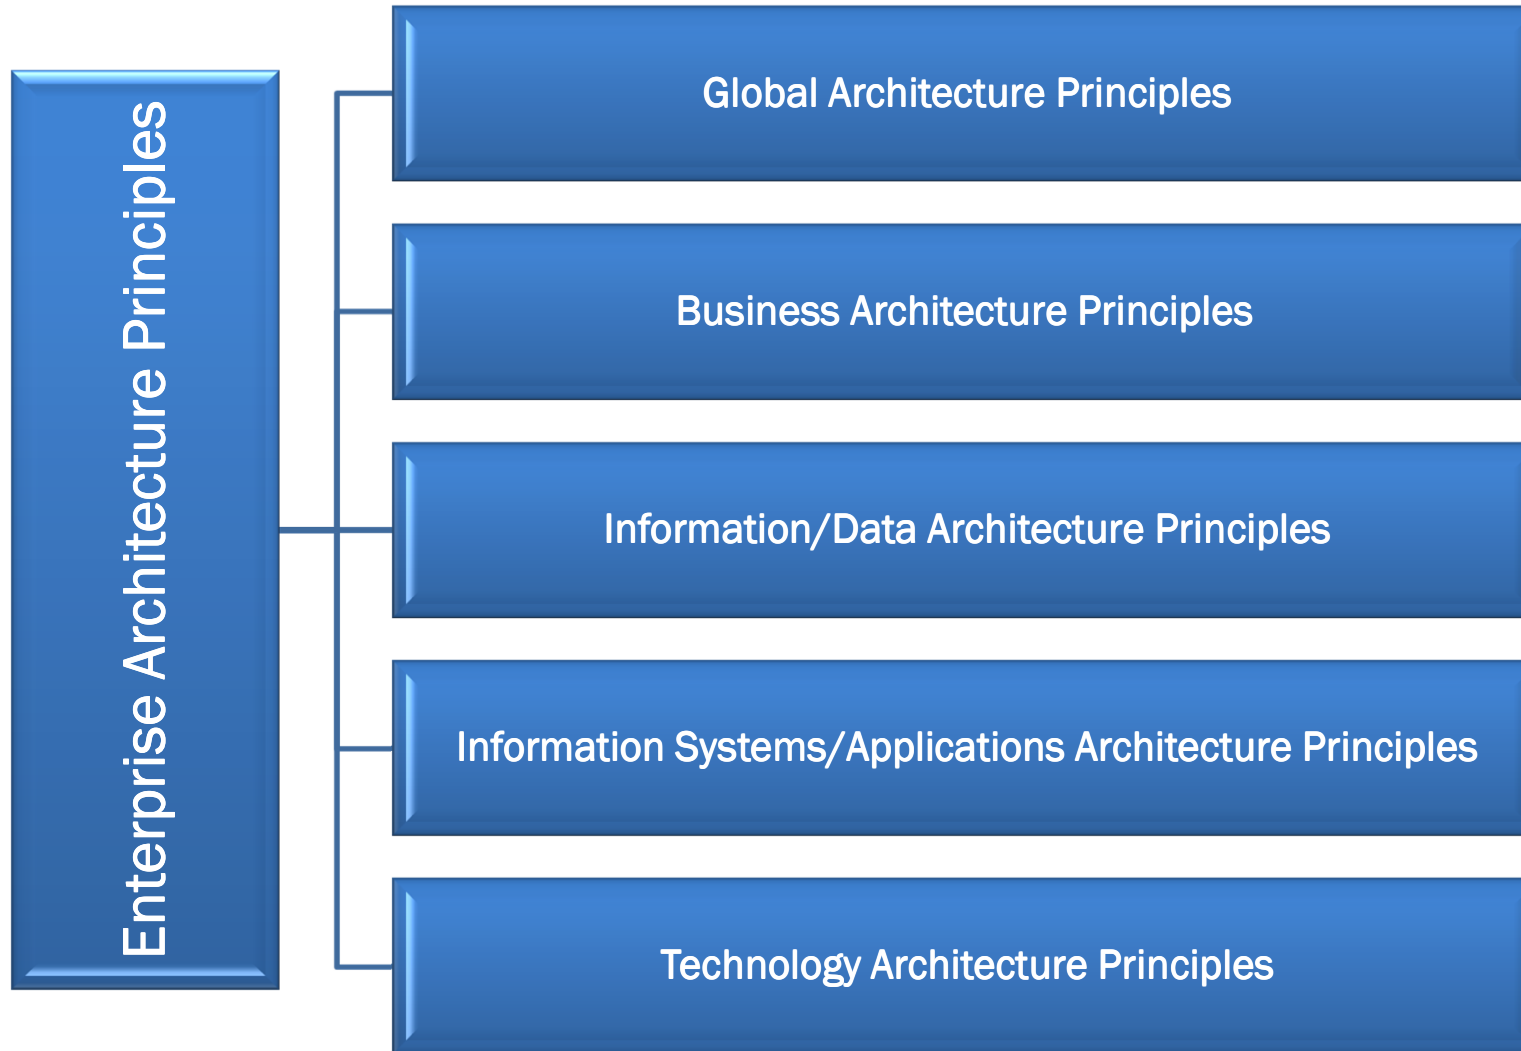 Enterprise Architecture Principles
Global Architecture Principles
Business Architecture Principles
Information/Data Architecture Principles
Information Systems/Applications Architecture Principles
Technology Architecture Principles